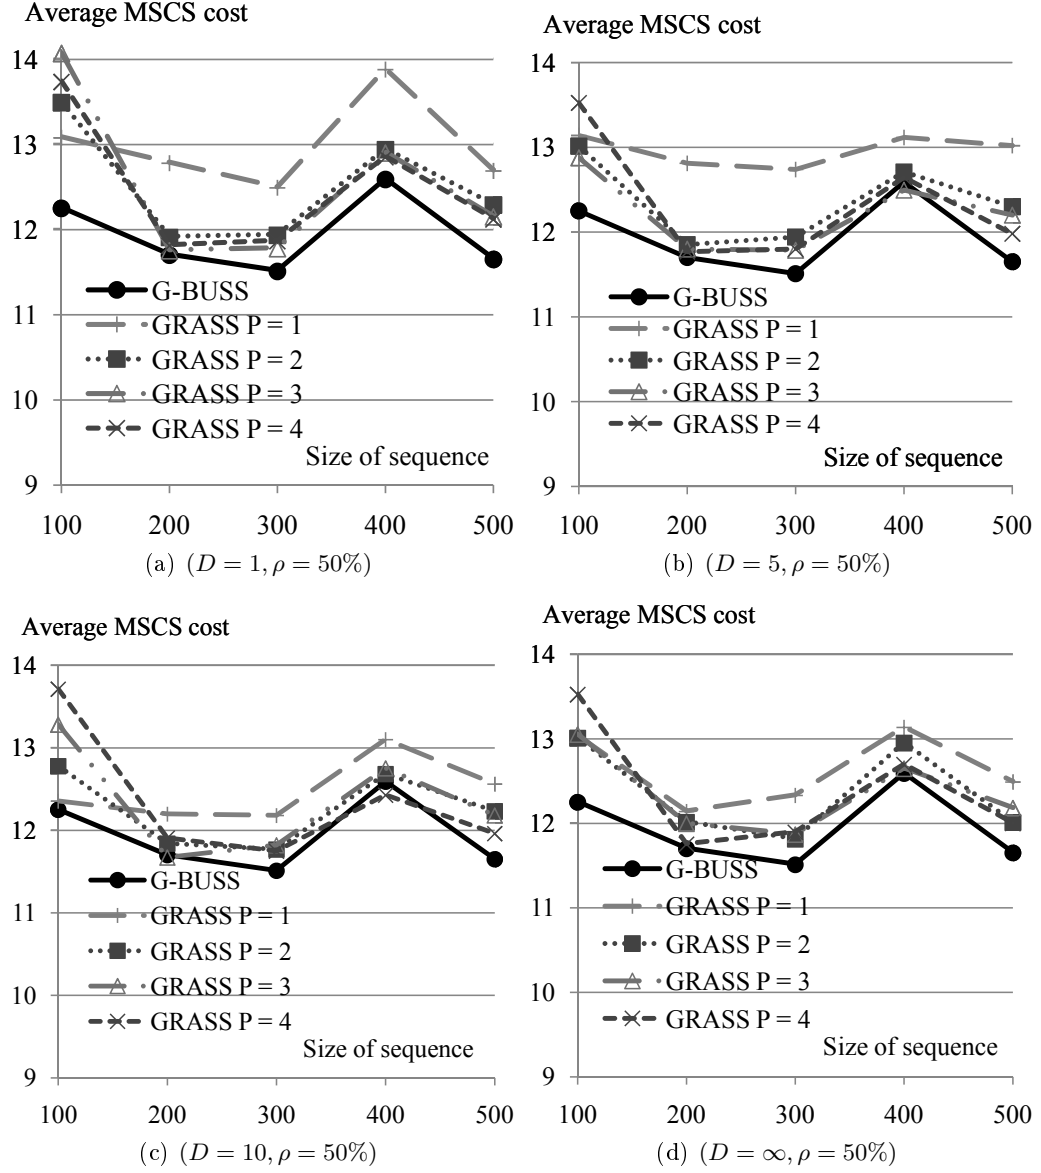 Average MSCS cost
14
13
12
11
10
9
G-BUSS
GRASS P = 1
GRASS P = 2
GRASS P = 3
GRASS P = 4
Size of sequence
100 200 300 400 500
(a) (D = 1, ρ = 50%)
Average MSCS cost
14
13
12
11
10
9
G-BUSS
GRASS P = 1
GRASS P = 2
GRASS P = 3
GRASS P = 4
Size of sequence
100 200 300 400 500
(b) (D = 5, ρ = 50%)
Average MSCS cost
14
13
12
11
10
9
G-BUSS
GRASS P = 1
GRASS P = 2
GRASS P = 3
GRASS P = 4
Size of sequence
100 200 300 400 500
(c) (D = 10, ρ = 50%)
Average MSCS cost
14
13
12
11
10
9
G-BUSS
GRASS P = 1
GRASS P = 2
GRASS P = 3
GRASS P = 4
Size of sequence
100 200 300 400 500
(d) (D = ∞, ρ = 50%)